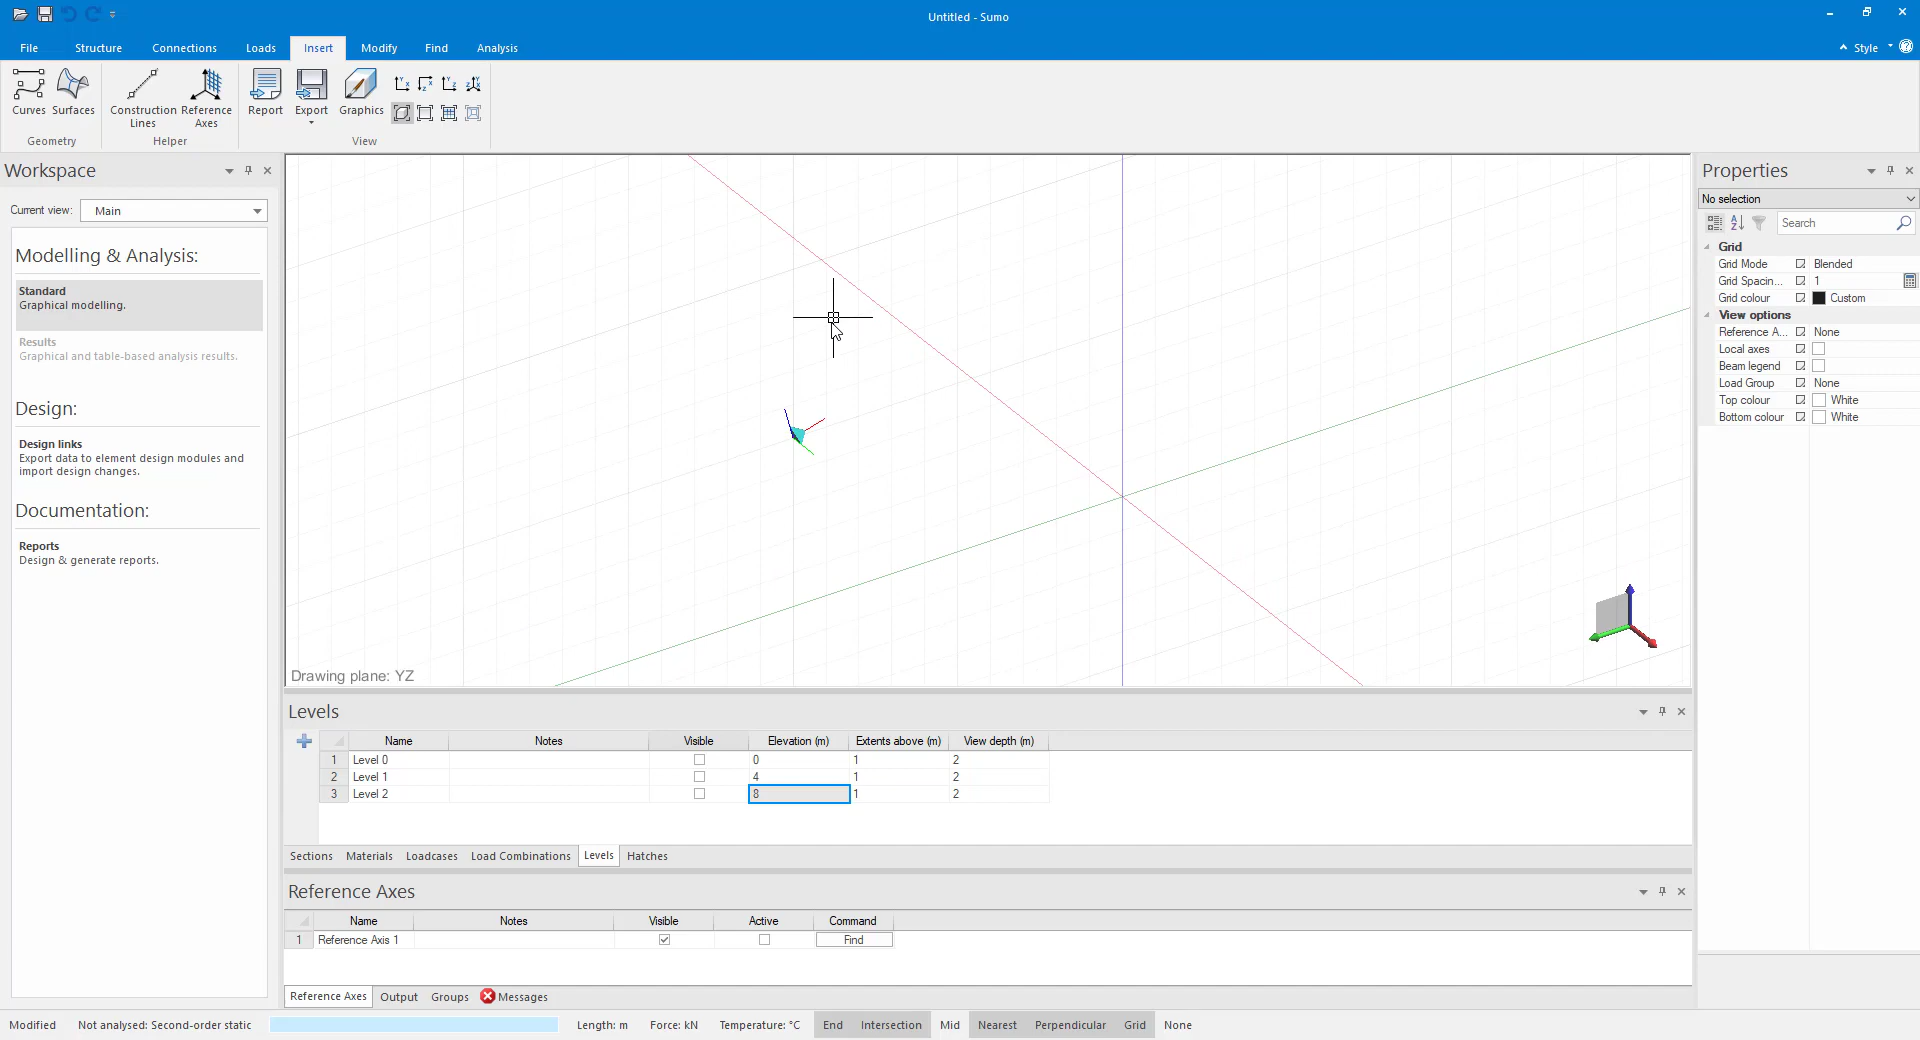 Untitled - Sumo
File
Structure
Connections
Loads
Insert
Modify
Find
Analysis
Style
Curves
Surfaces
Construction
Lines
Reference
Axes
Report
Export
Graphics
Geometry
Helper
View
Workspace
Current view:
Main
Modelling & Analysis:
Standard
Graphical modelling.
Results
Graphical and table-based analysis results.
Design:
Design links
Export data to element design modules and
import design changes.
Documentation:
Reports
Design & generate reports.
Drawing plane: YZ
Properties
No selection
Search
Grid
Grid Mode Blended
Grid Spacin... 1
Grid colour Custom
View options
Reference A... None
Local axes
Beam legend
Load Group None
Top colour White
Bottom colour White
Levels
Name Notes Visible Elevation (m) Extents above (m) View depth (m)
1 Level 0 0 1 2
2 Level 1 4 1 2
3 Level 2 8 1 2
Sections Materials Loadcases Load Combinations Levels Hatches
Reference Axes
Name Notes Visible Active Command
1 Reference Axis 1 Find
Reference Axes Output Groups Messages
Modified Not analysed: Second-order static Length: m Force: kN Temperature: °C End Intersection Mid Nearest Perpendicular Grid None